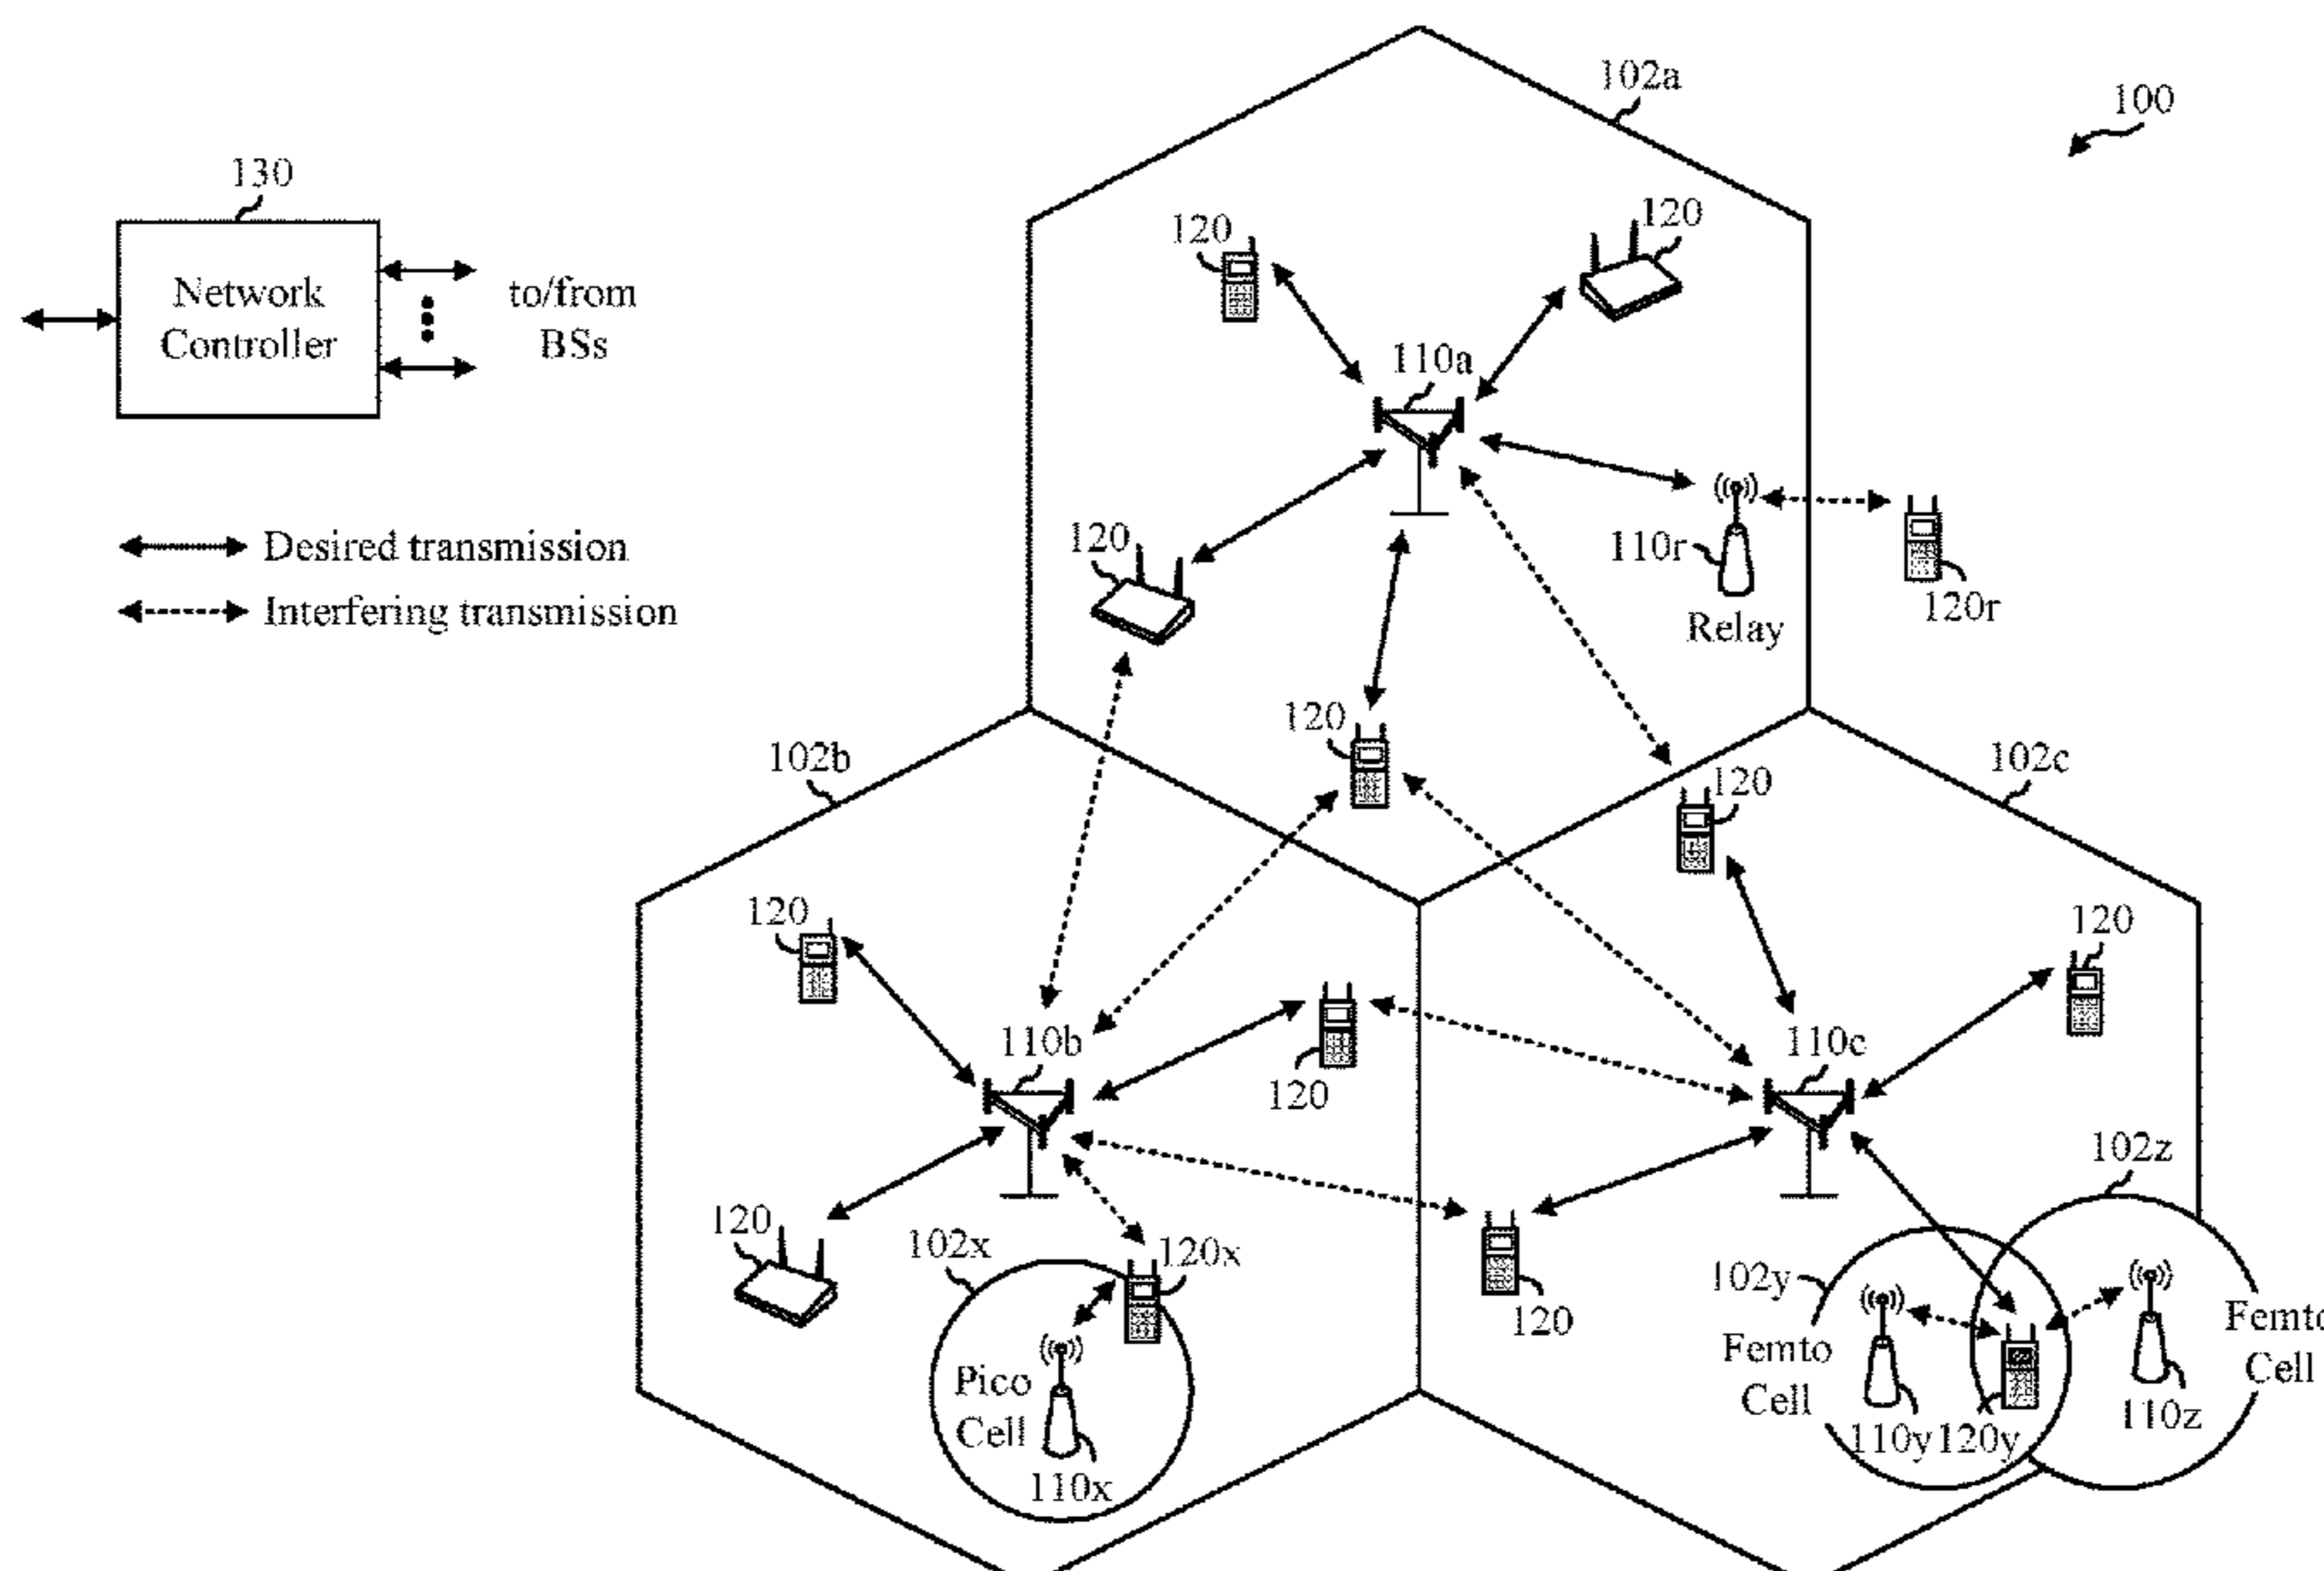 102a
100
130
120
120
Network
Controller
to/from
BSs
110a
Desired transmission
Interfering transmission
120
110r
Relay
120r
120
102b
102c
120
120
120
110b
120
110c
102z
120
102x
120x
102y
120
Pico
Cell
110x
Femto
Cell
110y
120y
110z
Cell